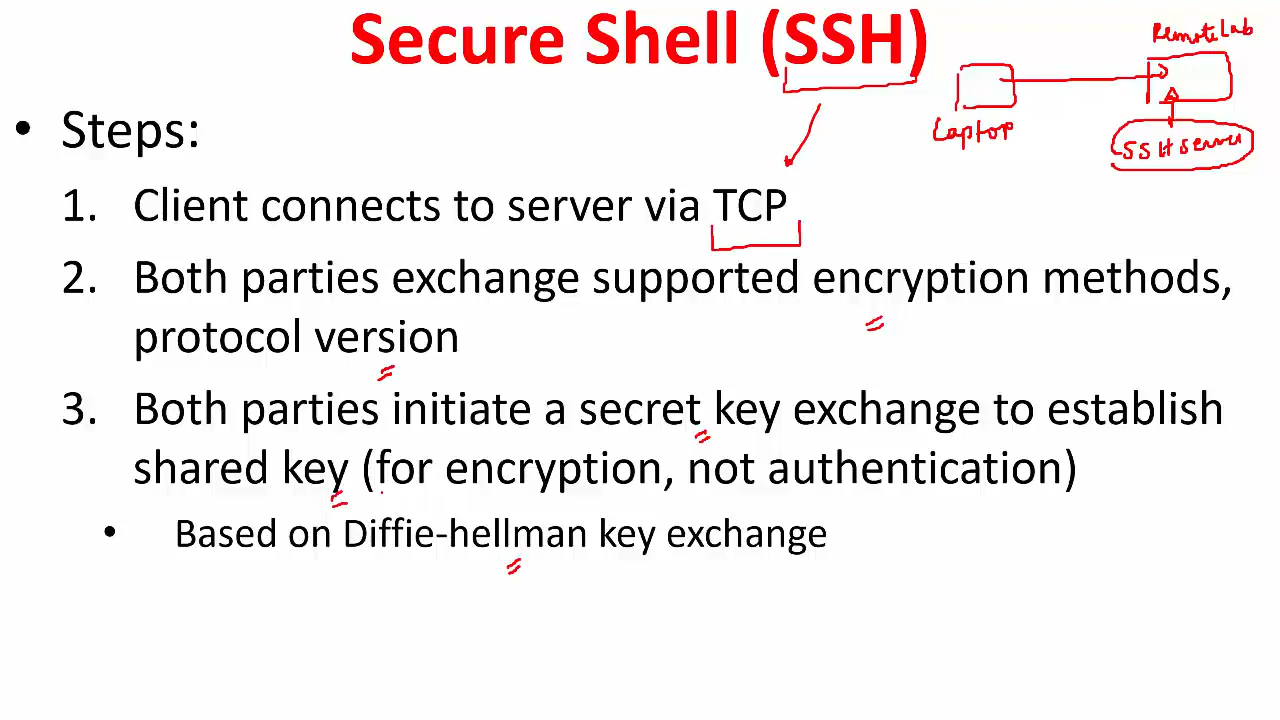 Secure Shell (SSH)
Remote Lab
Laptop
SSH Server
• Steps:
1. Client connects to server via TCP
2. Both parties exchange supported encryption methods,
protocol version
3. Both parties initiate a secret key exchange to establish
shared key (for encryption, not authentication)
• Based on Diffie-hellman key exchange